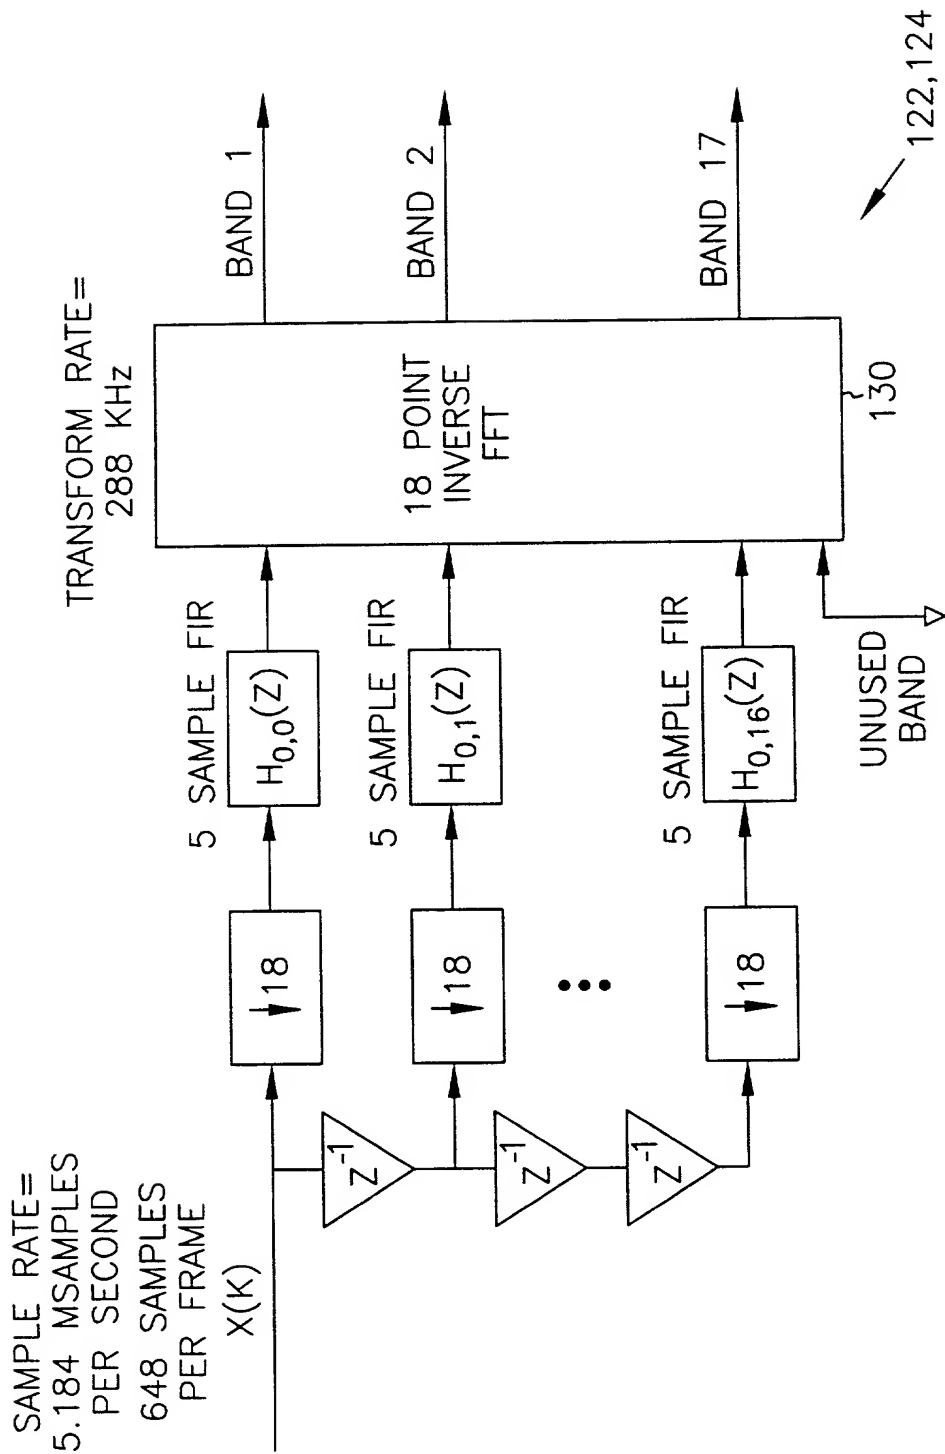 SAMPLE RATE=
5.184 MSAMPLES
PER SECOND
648 SAMPLES
PER FRAME
X(K)
Z-1
Z-1
Z-1
↓18
↓18
↓18
5 SAMPLE FIR
H0,0(Z)
5 SAMPLE FIR
H0,1(Z)
5 SAMPLE FIR
H0,16(Z)
UNUSED
BAND
TRANSFORM RATE=
288 KHz
18 POINT
INVERSE
FFT
130
BAND 1
BAND 2
BAND 17
122,124